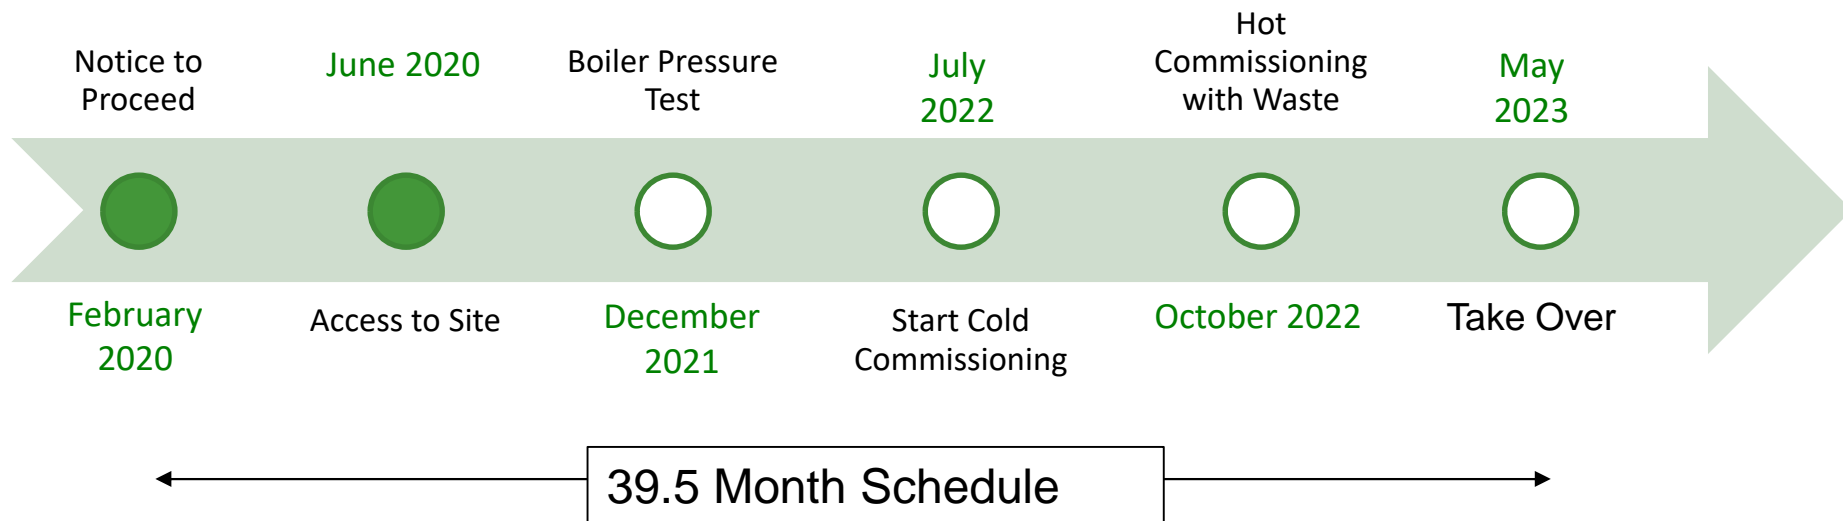 Notice to
Proceed
February
2020
June 2020
Access to Site
Boiler Pressure
Test
December
2021
July
2022
Start Cold
Commissioning
Hot
Commissioning
with Waste
October 2022
May
2023
Take Over
39.5 Month Schedule